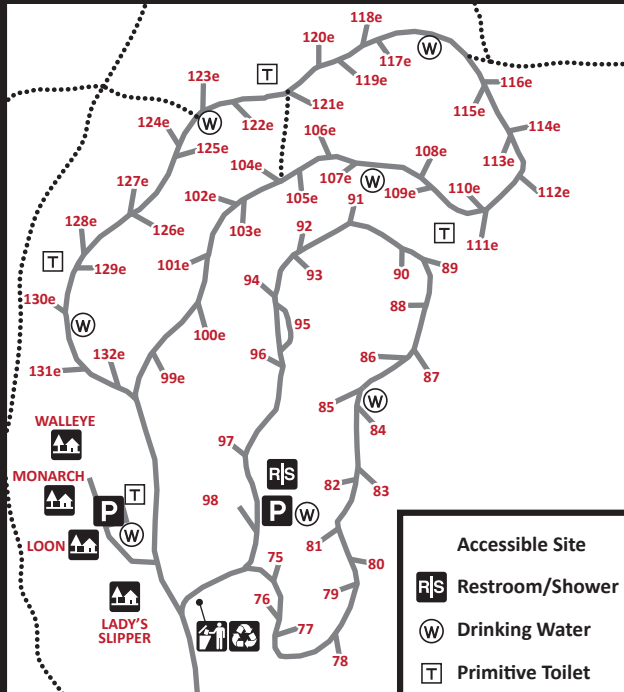 118e
120e
117e
W
T
119e
123e
116e
121e
115e
124e
W
122e
106e
114e
125e
108e
104e
113e
107e
W
127e
102e
105e
109e
110e
112e
91
128e
126e
103e
92
T
111e
T
129e
101e
90
89
94
93
130e
88
W
95
100e
132e
96
86
131e
99e
87
85
W
84
WALLEYE
97
MONARCH
R|S
82
83
T
98
P
P
W
W
LOON
81
75
80
76
79
LADY'S
SLIPPER
77
78
Accessible Site
R|S Restroom/Shower
W Drinking Water
T Primitive Toilet